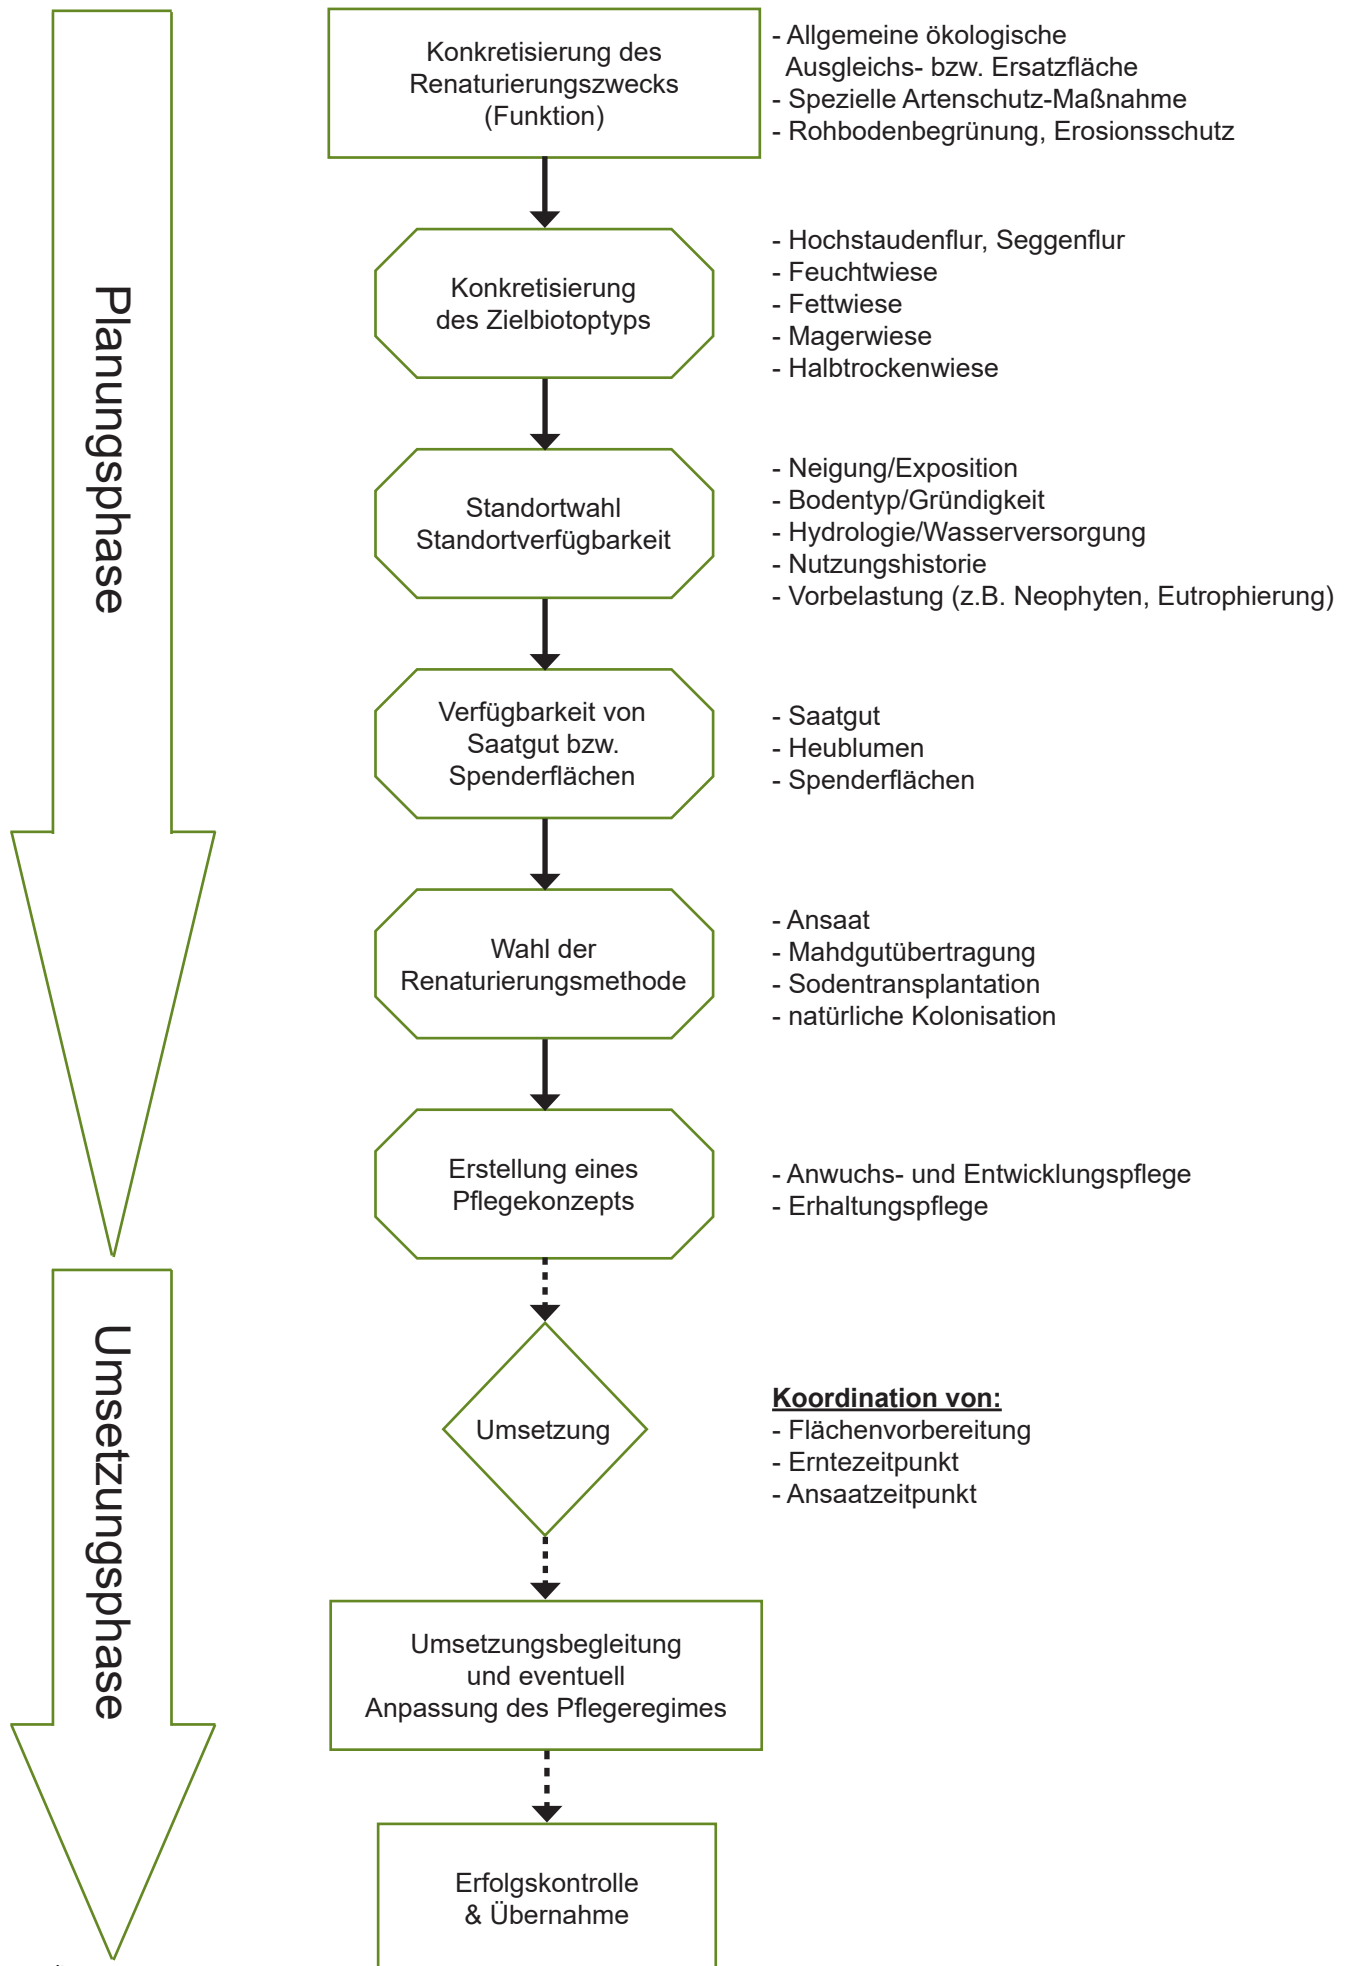 Planungsphase
Konkretisierung des
Renaturierungszwecks
(Funktion)
- Allgemeine ökologische
Ausgleichs- bzw. Ersatzfläche
- Spezielle Artenschutz-Maßnahme
- Rohbodenbegrünung, Erosionsschutz
Konkretisierung
des Zielbiotoptyps
- Hochstaudenflur, Seggenflur
- Feuchtwiese
- Fettwiese
- Magerwiese
- Halbtrockenwiese
Standortwahl
Standortverfügbarkeit
- Neigung/Exposition
- Bodentyp/Gründigkeit
- Hydrologie/Wasserversorgung
- Nutzungshistorie
- Vorbelastung (z.B. Neophyten, Eutrophierung)
Verfügbarkeit von
Saatgut bzw.
Spenderflächen
- Saatgut
- Heublumen
- Spenderflächen
Wahl der
Renaturierungsmethode
- Ansaat
- Mahdgutübertragung
- Sodentransplantation
- natürliche Kolonisation
Erstellung eines
Pflegekonzepts
- Anwuchs- und Entwicklungspflege
- Erhaltungspflege
Umsetzungsphase
Umsetzung
Koordination von:
- Flächenvorbereitung
- Erntezeitpunkt
- Ansaatzeitpunkt
Umsetzungsbegleitung
und eventuell
Anpassung des Pflegeregimes
Erfolgskontrolle
& Übernahme